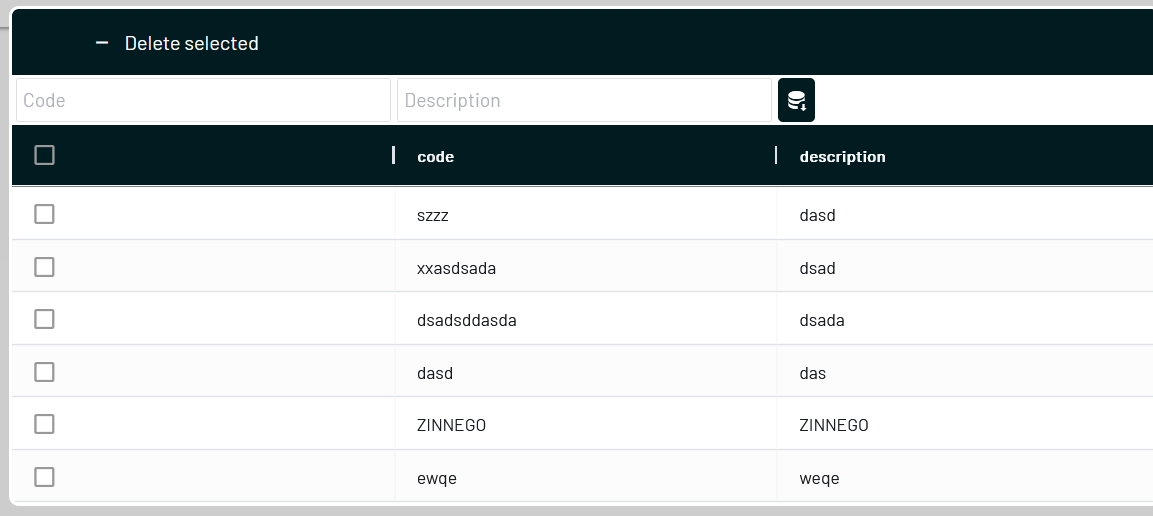 Delete selected
Code Description
code description
szzz dasd
xxasdsada dsad
dsadsddasda dsada
dasd das
ZINNEGO ZINNEGO
ewqe weqe